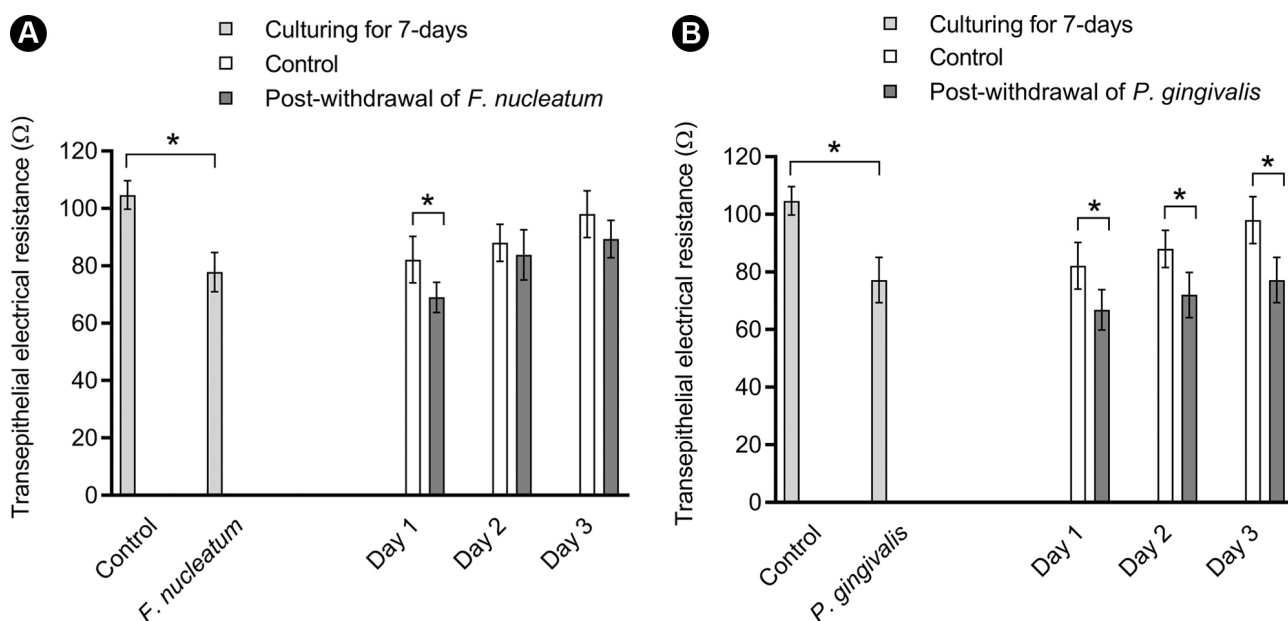 A
Culturing for 7-days
Control
Post-withdrawal of F. nucleatum
Transepithelial electrical resistance (Ω)
120
100
80
60
40
20
0
*
*
Control
F. nucleatum
Day 1
Day 2
Day 3
B
Culturing for 7-days
Control
Post-withdrawal of P. gingivalis
Transepithelial electrical resistance (Ω)
120
100
80
60
40
20
0
*
*
*
*
Control
P. gingivalis
Day 1
Day 2
Day 3